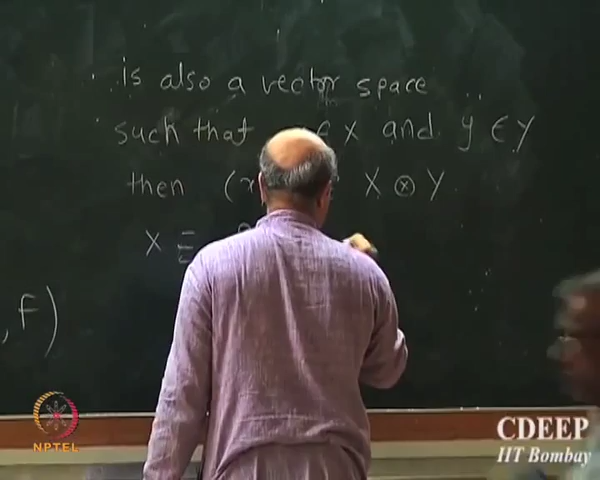 is also a vector space
such that ∈ X and y ∈ Y
then (x X ⊗ Y
X ≡
, F)
NPTEL
CDEEP
IIT Bombay